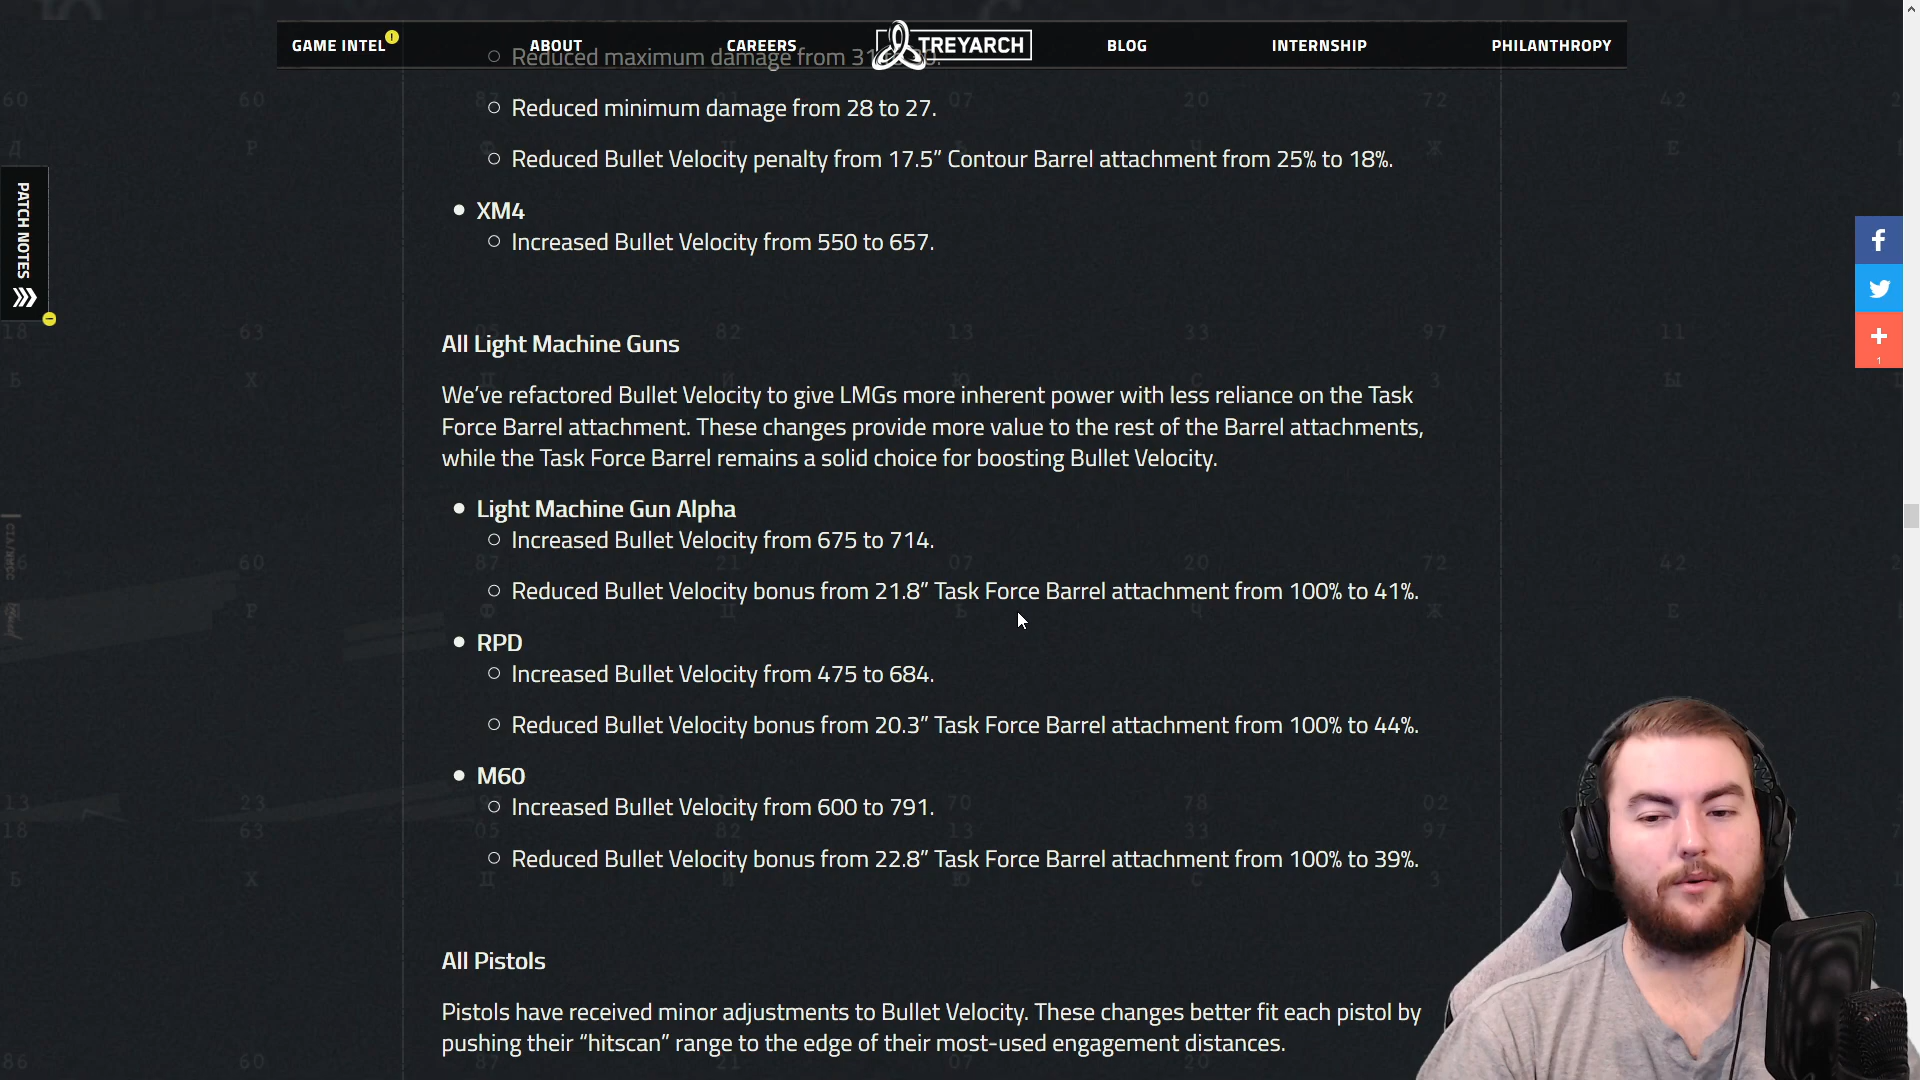 GAME INTEL
ABOUT
CAREERS
TREYARCH
BLOG
INTERNSHIP
PHILANTHROPY
PATCH NOTES
Reduced maximum damage from
Reduced minimum damage from 28 to 27.
Reduced Bullet Velocity penalty from 17.5” Contour Barrel attachment from 25% to 18%.
XM4
Increased Bullet Velocity from 550 to 657.
All Light Machine Guns
We’ve refactored Bullet Velocity to give LMGs more inherent power with less reliance on the Task
Force Barrel attachment. These changes provide more value to the rest of the Barrel attachments,
while the Task Force Barrel remains a solid choice for boosting Bullet Velocity.
Light Machine Gun Alpha
Increased Bullet Velocity from 675 to 714.
Reduced Bullet Velocity bonus from 21.8” Task Force Barrel attachment from 100% to 41%.
RPD
Increased Bullet Velocity from 475 to 684.
Reduced Bullet Velocity bonus from 20.3” Task Force Barrel attachment from 100% to 44%.
M60
Increased Bullet Velocity from 600 to 791.
Reduced Bullet Velocity bonus from 22.8” Task Force Barrel attachment from 100% to 39%.
All Pistols
Pistols have received minor adjustments to Bullet Velocity. These changes better fit each pistol by
pushing their “hitscan” range to the edge of their most-used engagement distances.
1